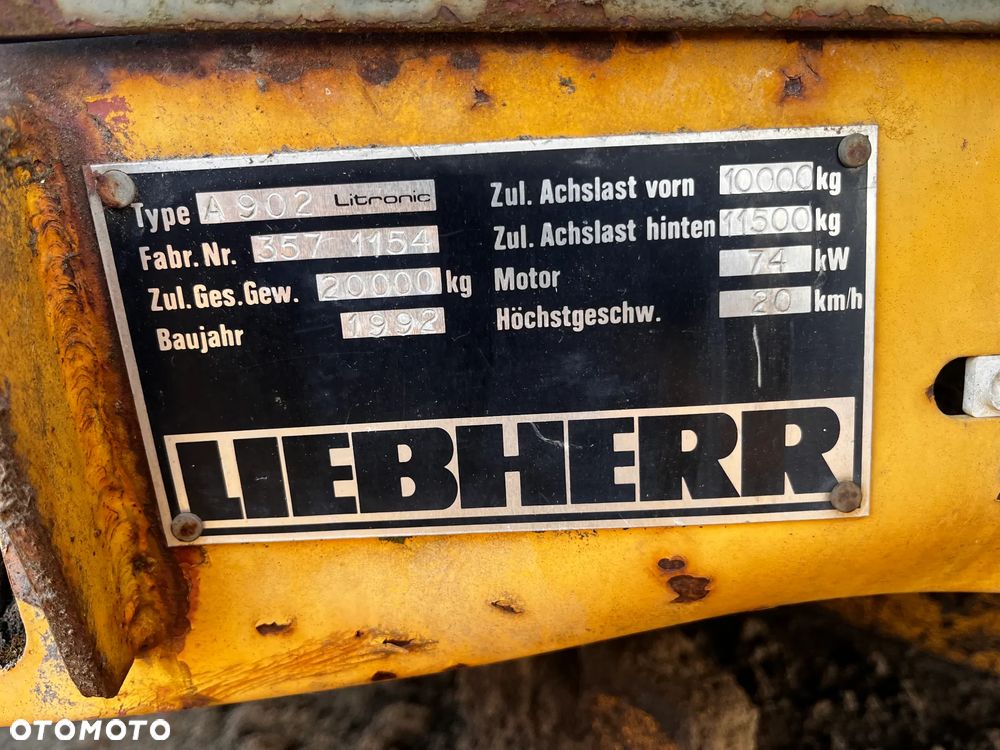 Type A 902 Litronic
Fabr. Nr. 357 1154
Zul.Ges.Gew. 20000 kg
Baujahr 1992
Zul. Achslast vorn 10000 kg
Zul. Achslast hinten 11500 kg
Motor 74 kW
Höchstgeschw. 20 km/h
LIEBHERR
OTOMOTO